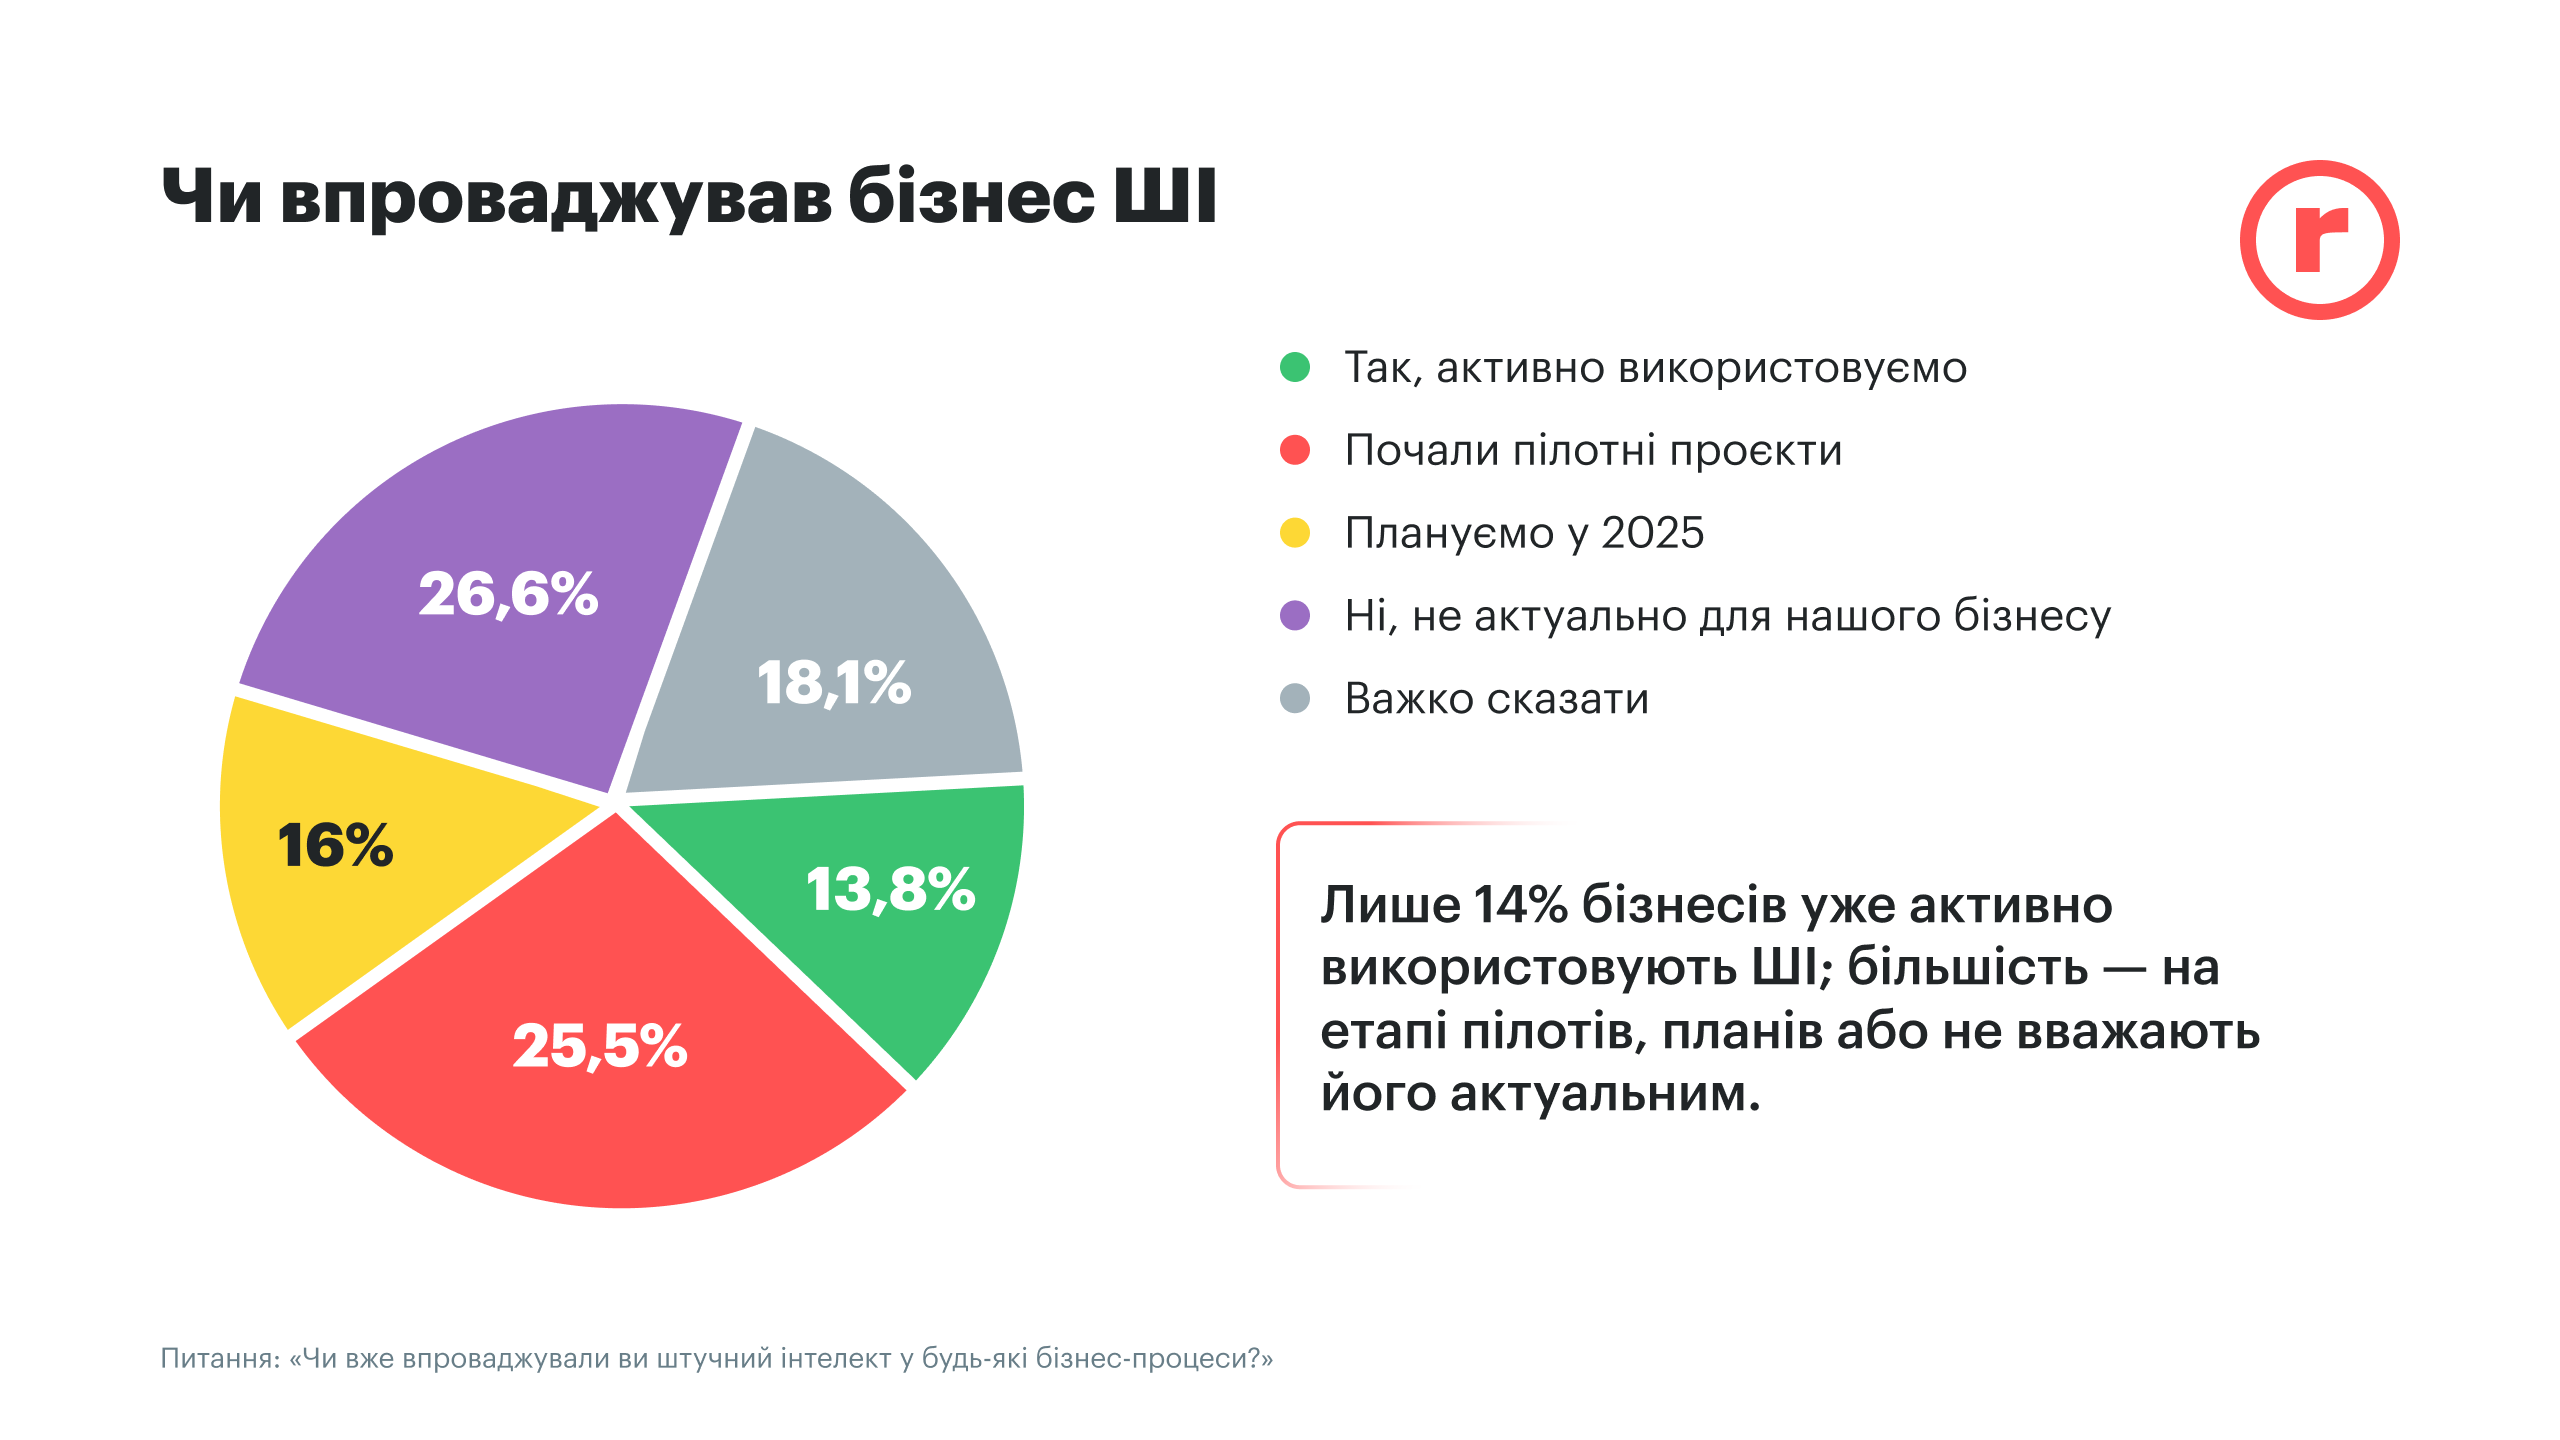 Чи впроваджував бізнес ШІ
r
Так, активно використовуємо
Почали пілотні проєкти
Плануємо у 2025
Ні, не актуально для нашого бізнесу
Важко сказати
26,6%
18,1%
16%
13,8%
25,5%
Лише 14% бізнесів уже активно
використовують ШІ; більшість — на
етапі пілотів, планів або не вважають
його актуальним.
Питання: «Чи вже впроваджували ви штучний інтелект у будь-які бізнес-процеси?»